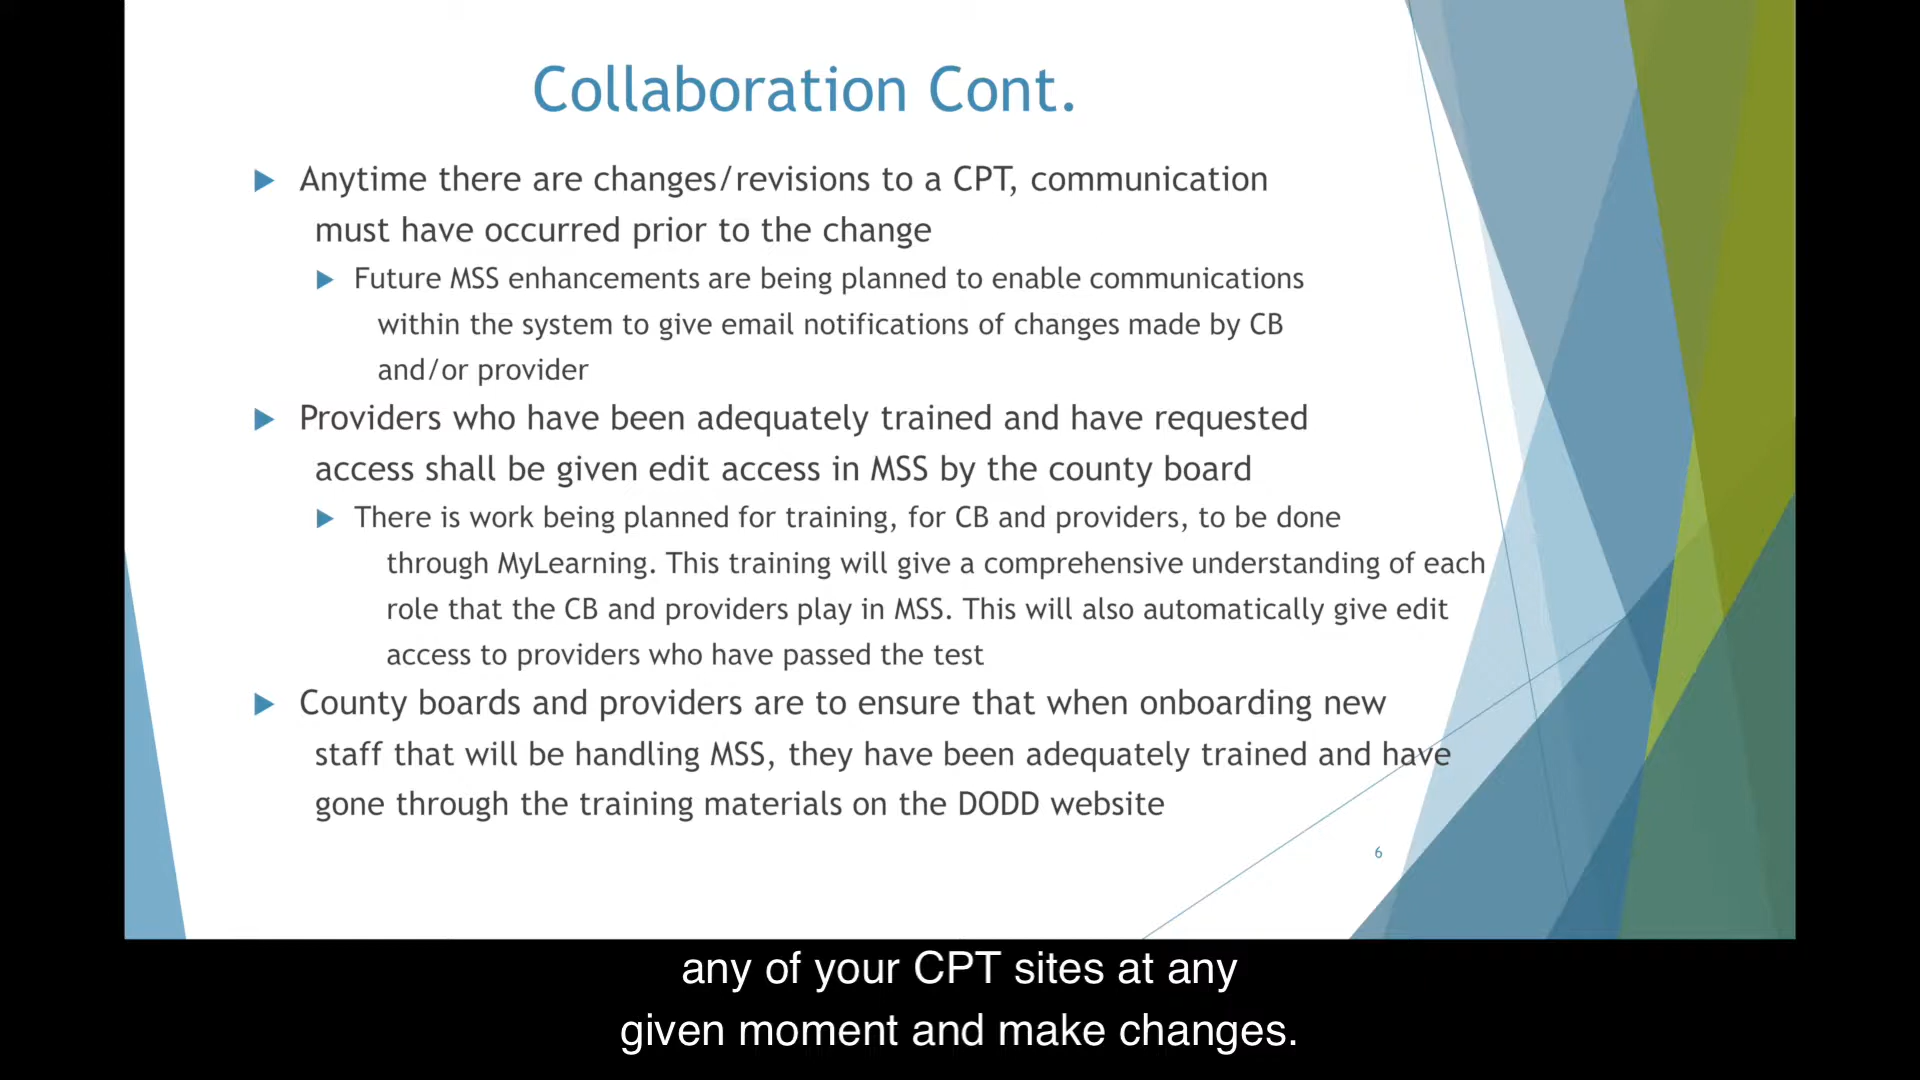 Collaboration Cont.
Anytime there are changes/revisions to a CPT, communication
must have occurred prior to the change
Future MSS enhancements are being planned to enable communications
within the system to give email notifications of changes made by CB
and/or provider
Providers who have been adequately trained and have requested
access shall be given edit access in MSS by the county board
There is work being planned for training, for CB and providers, to be done
through MyLearning. This training will give a comprehensive understanding of each
role that the CB and providers play in MSS. This will also automatically give edit
access to providers who have passed the test
County boards and providers are to ensure that when onboarding new
staff that will be handling MSS, they have been adequately trained and have
gone through the training materials on the DODD website
6
any of your CPT sites at any
given moment and make changes.